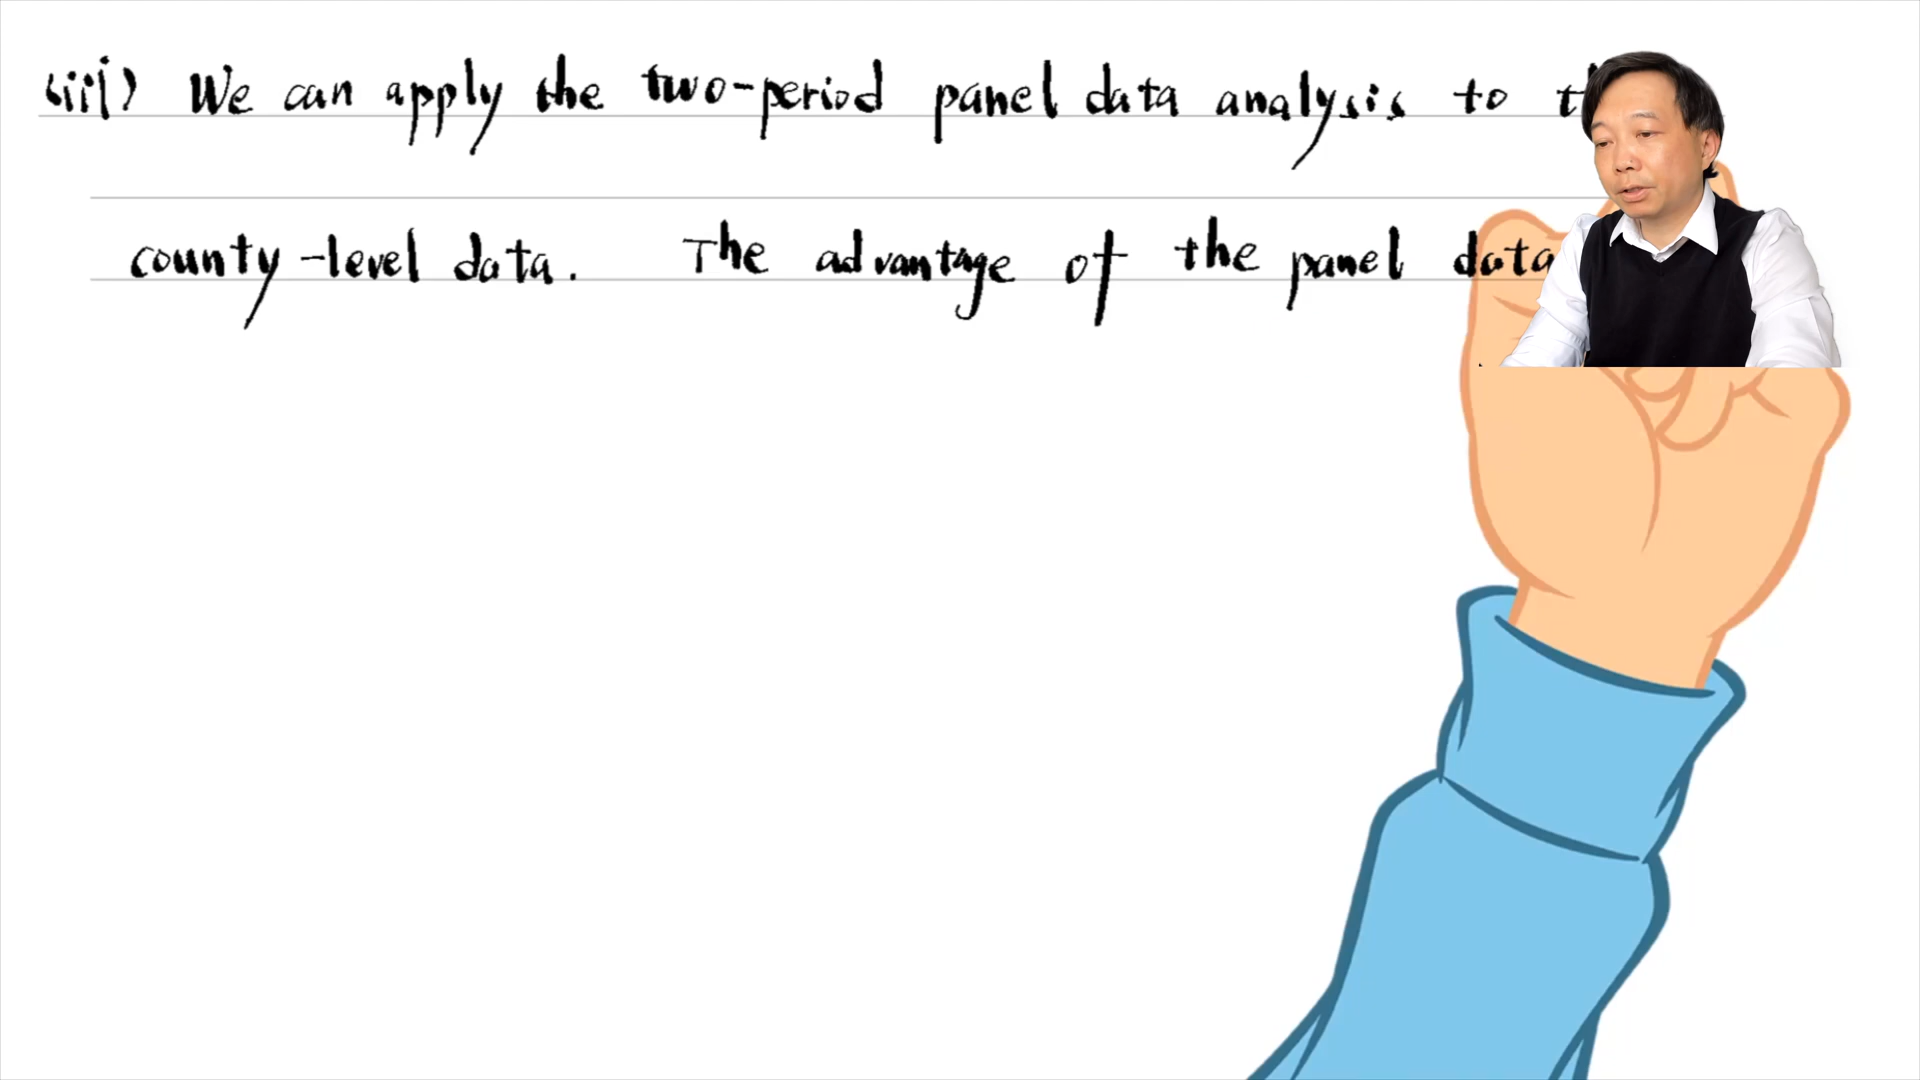 (iii) We can apply the two-period panel data analysis to
county-level data. The advantage of the panel data